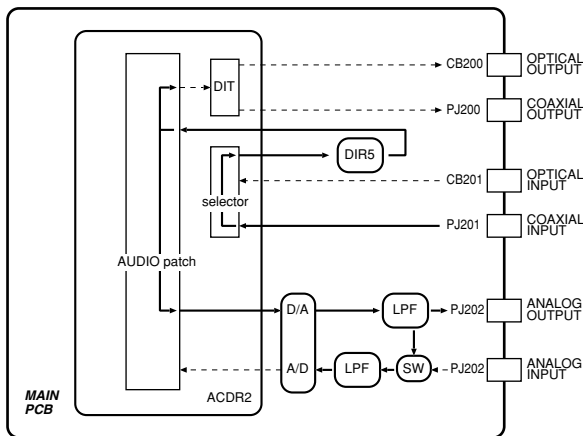 CB200
OPTICAL
OUTPUT
DIT
PJ200
COAXIAL
OUTPUT
DIR5
CB201
OPTICAL
INPUT
selector
PJ201
COAXIAL
INPUT
AUDIO patch
D/A
LPF
PJ202
ANALOG
OUTPUT
A/D
LPF
SW
PJ202
ANALOG
INPUT
MAIN
PCB
ACDR2